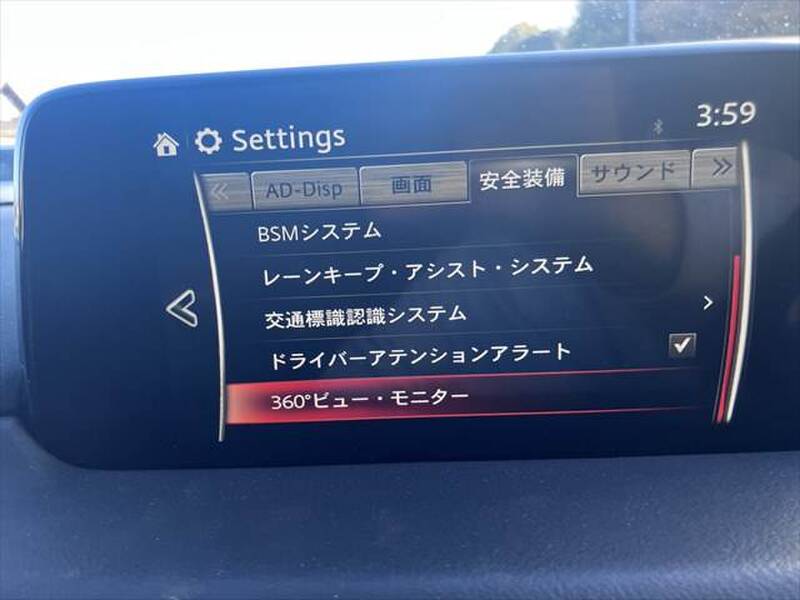 Settings
3:59
AD-Disp 画面 安全装備 サウンド
BSMシステム
レーンキープ・アシスト・システム
交通標識認識システム
ドライバーアテンションアラート
360°ビュー・モニター